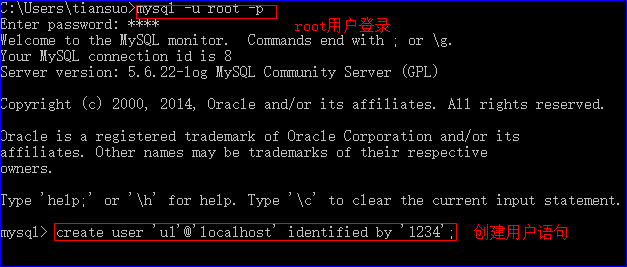 C:\Users\tiansuo>mysql -u root -p
Enter password: **** root用户登录
Welcome to the MySQL monitor.  Commands end with ; or \g.
Your MySQL connection id is 8
Server version: 5.6.22-log MySQL Community Server (GPL)
Copyright (c) 2000, 2014, Oracle and/or its affiliates. All rights reserved.
Oracle is a registered trademark of Oracle Corporation and/or its
affiliates. Other names may be trademarks of their respective
owners.
Type 'help;' or '\h' for help. Type '\c' to clear the current input statement.
mysql> create user 'u1'@'localhost' identified by '1234'; 创建用户语句